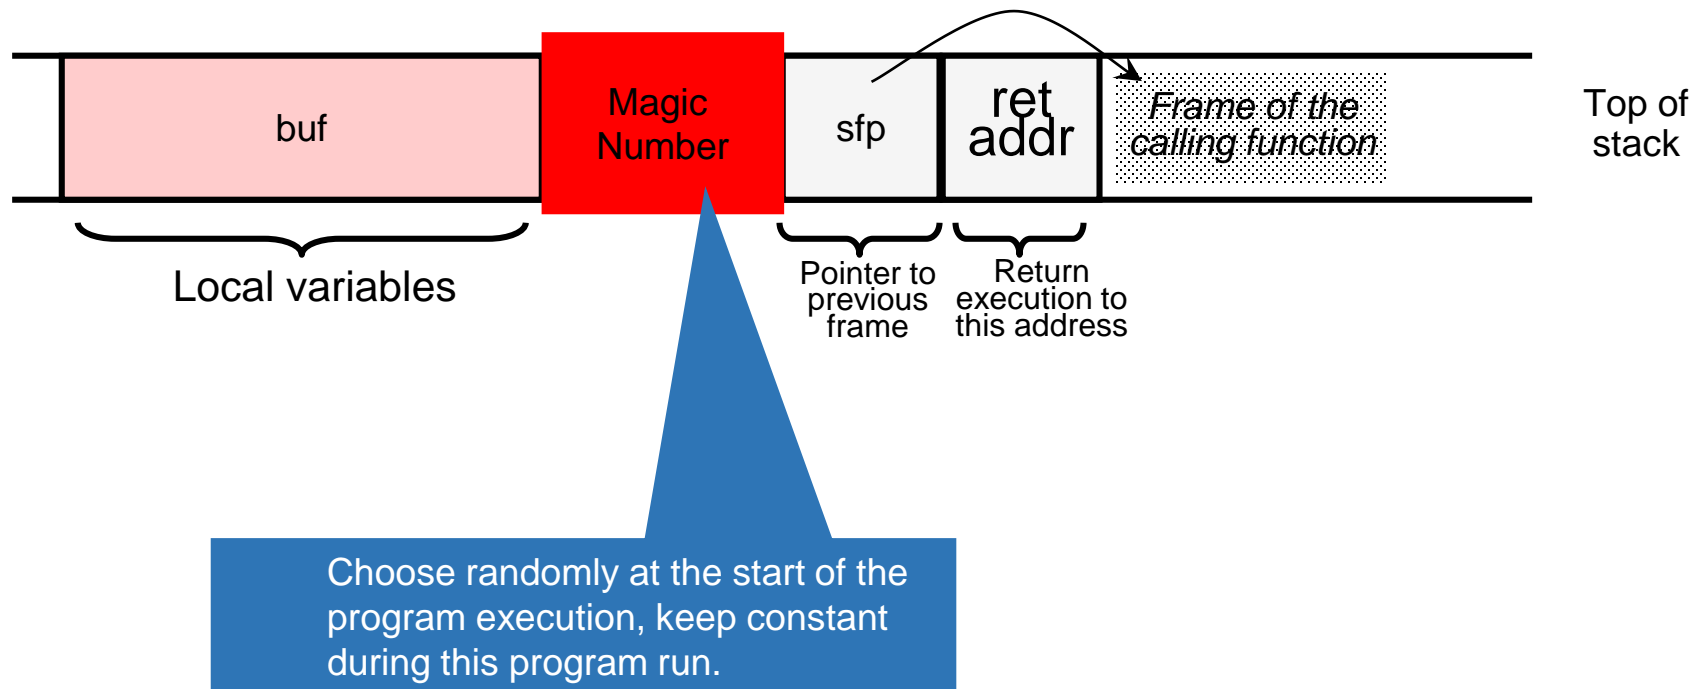 buf
Magic
Number
sfp
ret
addr
Frame of the
calling function
Top of
stack
Local variables
Pointer to
previous
frame
Return
execution to
this address
Choose randomly at the start of the
program execution, keep constant
during this program run.